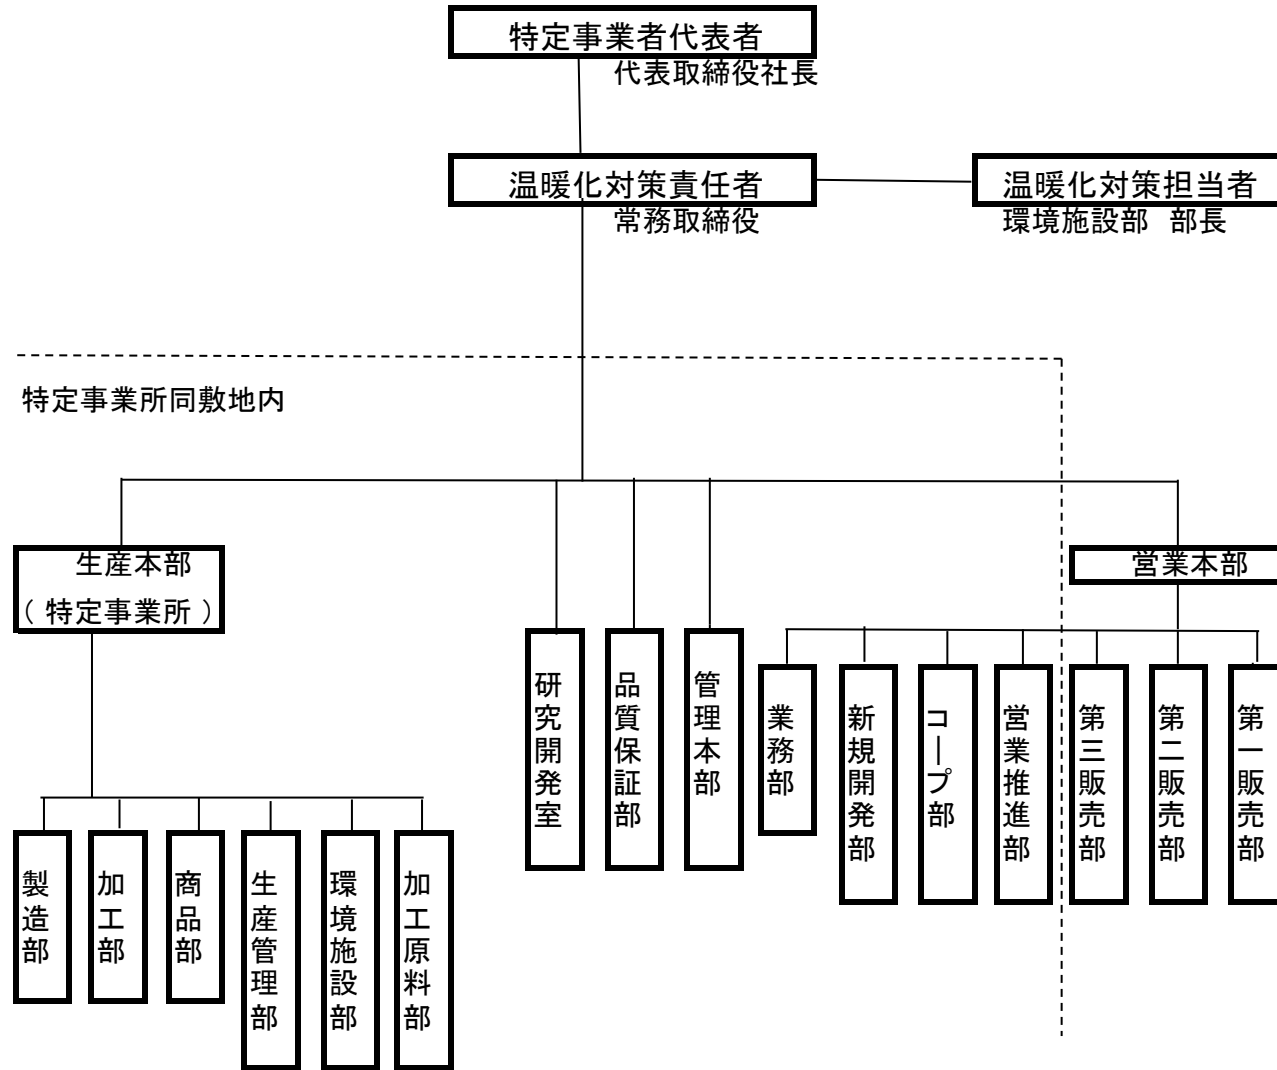 特定事業者代表者
代表取締役社長
温暖化対策責任者
常務取締役
温暖化対策担当者
環境施設部 部長
特定事業所同敷地内
生産本部
（特定事業所）
営業本部
研究開発室
品質保証部
管理本部
業務部
新規開発部
コープ部
営業推進部
第三販売部
第二販売部
第一販売部
製造部
加工部
商品部
生産管理部
環境施設部
加工原料部